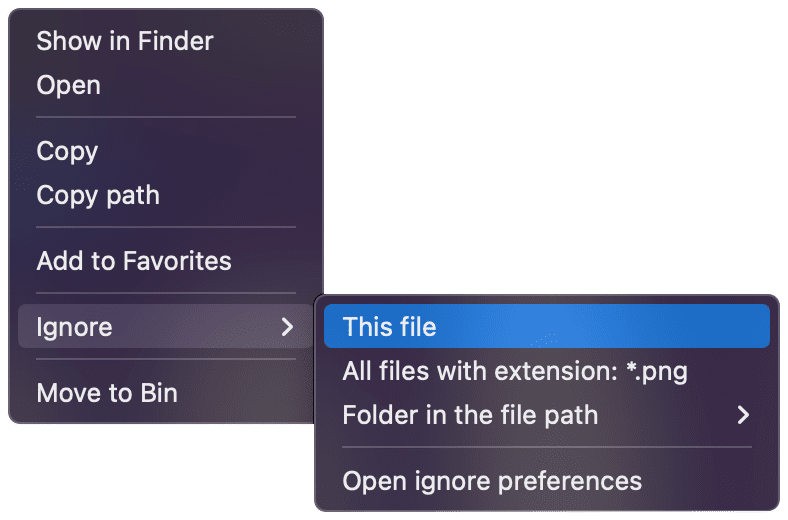 Show in Finder
Open
Copy
Copy path
Add to Favorites
Ignore
Move to Bin
This file
All files with extension: *.png
Folder in the file path
Open ignore preferences